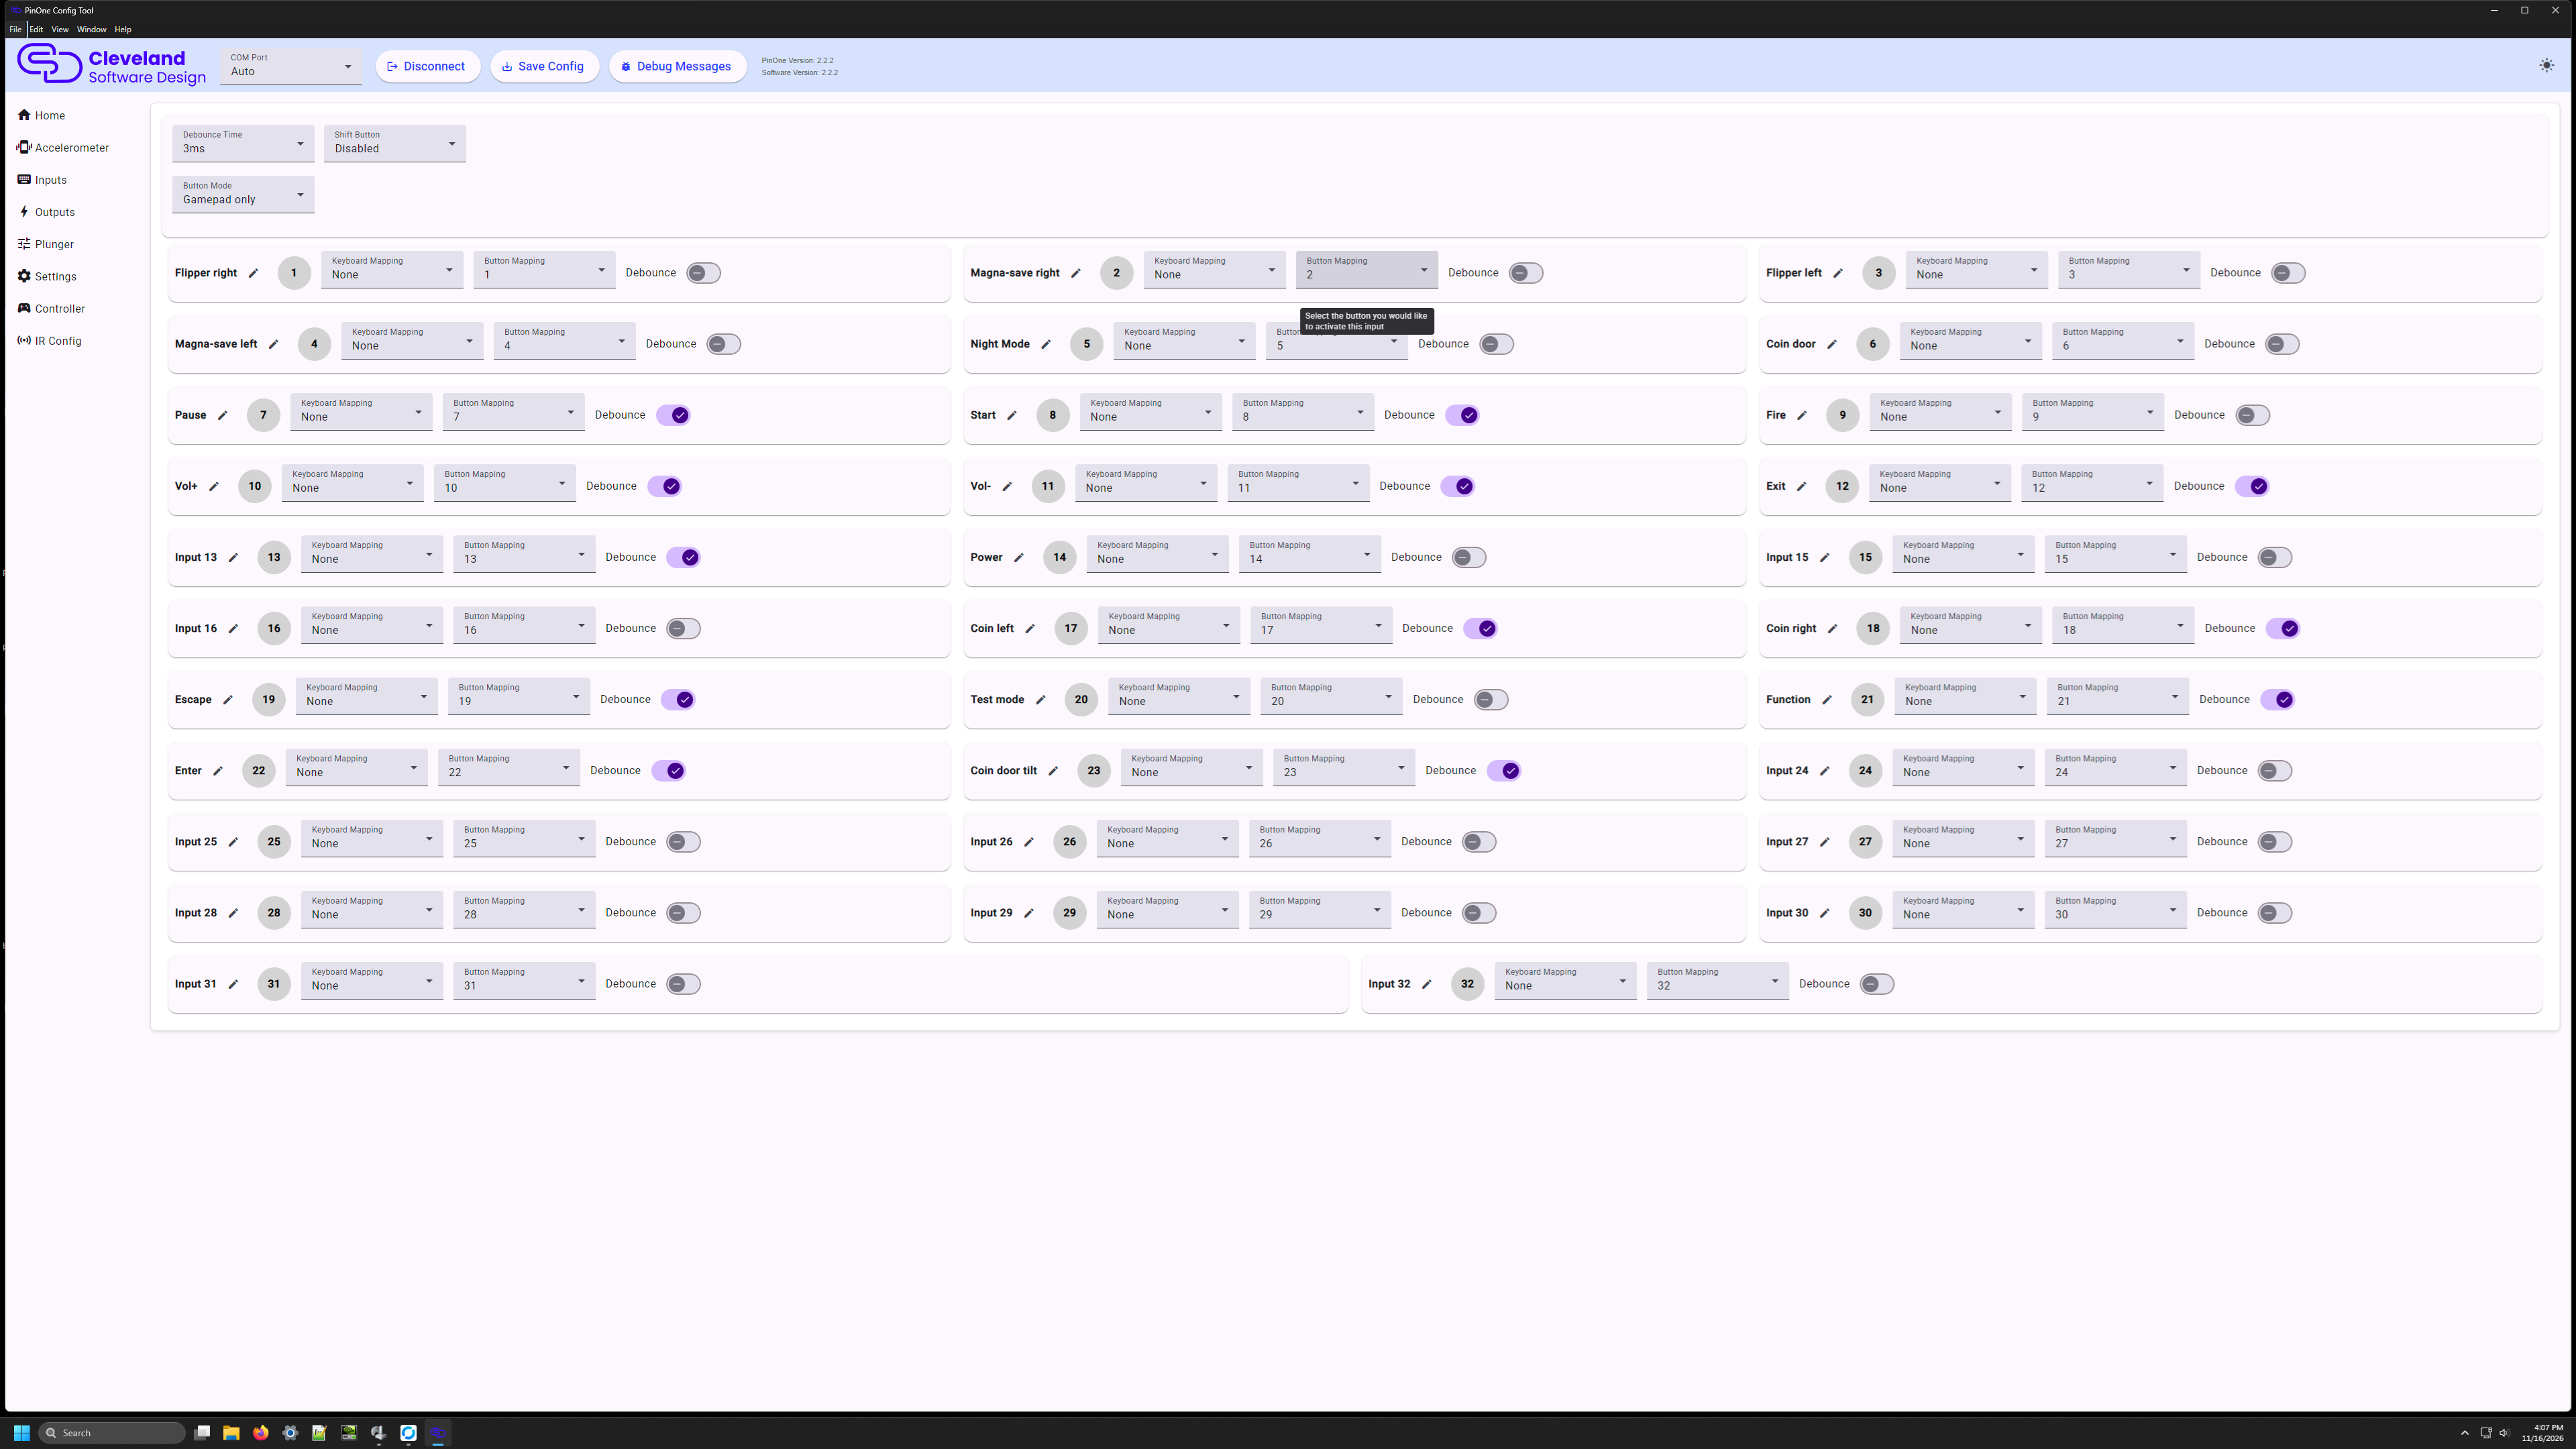 PinOne Config Tool
File Edit View Window Help
Cleveland
Software Design
COM Port
Auto
Disconnect
Save Config
Debug Messages
PinOne Version: 2.2.2
Software Version: 2.2.2
Home
Accelerometer
Inputs
Outputs
Plunger
Settings
Controller
IR Config
Debounce Time
3ms
Shift Button
Disabled
Button Mode
Gamepad only
Flipper right 1 Keyboard Mapping None Button Mapping 1 Debounce
Magna-save right 2 Keyboard Mapping None Button Mapping 2 Debounce
Flipper left 3 Keyboard Mapping None Button Mapping 3 Debounce
Select the button you would like
to activate this input
Magna-save left 4 Keyboard Mapping None Button Mapping 4 Debounce
Night Mode 5 Keyboard Mapping None Button 5 Debounce
Coin door 6 Keyboard Mapping None Button Mapping 6 Debounce
Pause 7 Keyboard Mapping None Button Mapping 7 Debounce
Start 8 Keyboard Mapping None Button Mapping 8 Debounce
Fire 9 Keyboard Mapping None Button Mapping 9 Debounce
Vol+ 10 Keyboard Mapping None Button Mapping 10 Debounce
Vol- 11 Keyboard Mapping None Button Mapping 11 Debounce
Exit 12 Keyboard Mapping None Button Mapping 12 Debounce
Input 13 13 Keyboard Mapping None Button Mapping 13 Debounce
Power 14 Keyboard Mapping None Button Mapping 14 Debounce
Input 15 15 Keyboard Mapping None Button Mapping 15 Debounce
Input 16 16 Keyboard Mapping None Button Mapping 16 Debounce
Coin left 17 Keyboard Mapping None Button Mapping 17 Debounce
Coin right 18 Keyboard Mapping None Button Mapping 18 Debounce
Escape 19 Keyboard Mapping None Button Mapping 19 Debounce
Test mode 20 Keyboard Mapping None Button Mapping 20 Debounce
Function 21 Keyboard Mapping None Button Mapping 21 Debounce
Enter 22 Keyboard Mapping None Button Mapping 22 Debounce
Coin door tilt 23 Keyboard Mapping None Button Mapping 23 Debounce
Input 24 24 Keyboard Mapping None Button Mapping 24 Debounce
Input 25 25 Keyboard Mapping None Button Mapping 25 Debounce
Input 26 26 Keyboard Mapping None Button Mapping 26 Debounce
Input 27 27 Keyboard Mapping None Button Mapping 27 Debounce
Input 28 28 Keyboard Mapping None Button Mapping 28 Debounce
Input 29 29 Keyboard Mapping None Button Mapping 29 Debounce
Input 30 30 Keyboard Mapping None Button Mapping 30 Debounce
Input 31 31 Keyboard Mapping None Button Mapping 31 Debounce
Input 32 32 Keyboard Mapping None Button Mapping 32 Debounce
Search
4:07 PM
11/16/2026